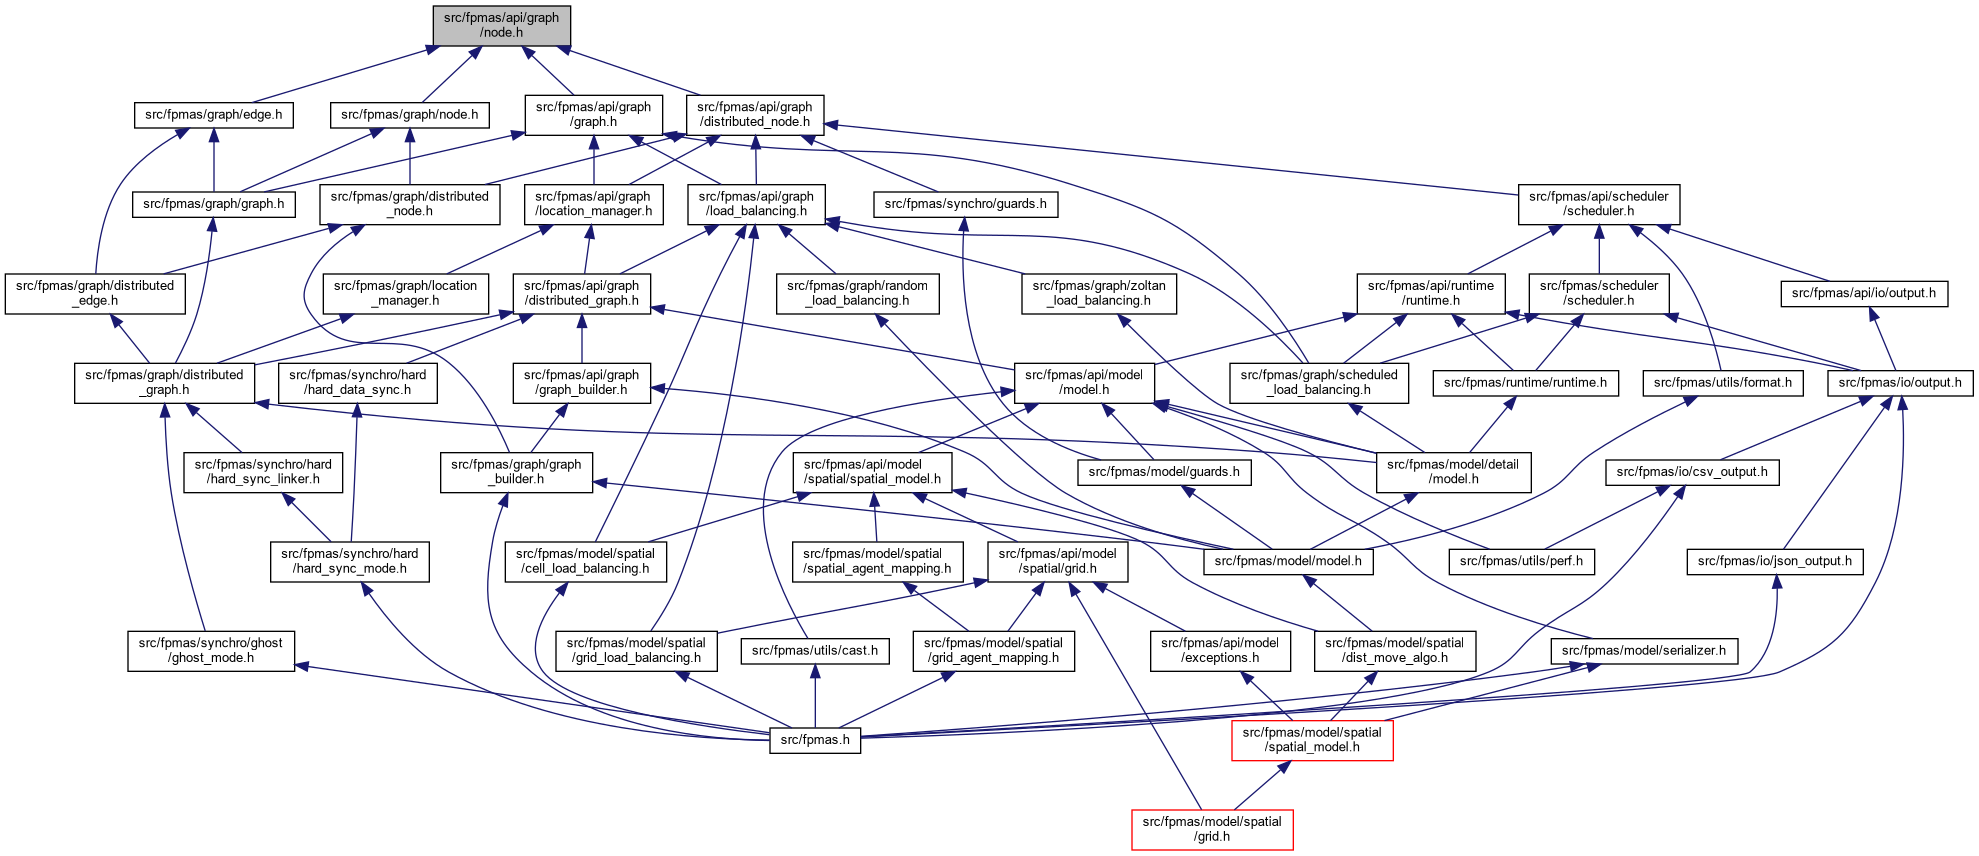 src/fpmas/api/graph
/node.h
src/fpmas/graph/edge.h
src/fpmas/graph/node.h
src/fpmas/api/graph
/graph.h
src/fpmas/api/graph
/distributed_node.h
src/fpmas/graph/graph.h
src/fpmas/graph/distributed
_node.h
src/fpmas/api/graph
/location_manager.h
src/fpmas/api/graph
/load_balancing.h
src/fpmas/synchro/guards.h
src/fpmas/api/scheduler
/scheduler.h
src/fpmas/graph/distributed
_edge.h
src/fpmas/graph/location
_manager.h
src/fpmas/api/graph
/distributed_graph.h
src/fpmas/graph/random
_load_balancing.h
src/fpmas/graph/zoltan
_load_balancing.h
src/fpmas/api/runtime
/runtime.h
src/fpmas/scheduler
/scheduler.h
src/fpmas/api/io/output.h
src/fpmas/graph/distributed
_graph.h
src/fpmas/synchro/hard
/hard_data_sync.h
src/fpmas/api/graph
/graph_builder.h
src/fpmas/api/model
/model.h
src/fpmas/graph/scheduled
_load_balancing.h
src/fpmas/runtime/runtime.h
src/fpmas/utils/format.h
src/fpmas/io/output.h
src/fpmas/synchro/hard
/hard_sync_linker.h
src/fpmas/graph/graph
_builder.h
src/fpmas/api/model
/spatial/spatial_model.h
src/fpmas/model/guards.h
src/fpmas/model/detail
/model.h
src/fpmas/io/csv_output.h
src/fpmas/synchro/hard
/hard_sync_mode.h
src/fpmas/model/spatial
/cell_load_balancing.h
src/fpmas/model/spatial
/spatial_agent_mapping.h
src/fpmas/api/model
/spatial/grid.h
src/fpmas/model/model.h
src/fpmas/utils/perf.h
src/fpmas/io/json_output.h
src/fpmas/synchro/ghost
/ghost_mode.h
src/fpmas/model/spatial
/grid_load_balancing.h
src/fpmas/utils/cast.h
src/fpmas/model/spatial
/grid_agent_mapping.h
src/fpmas/api/model
/exceptions.h
src/fpmas/model/spatial
/dist_move_algo.h
src/fpmas/model/serializer.h
src/fpmas.h
src/fpmas/model/spatial
/spatial_model.h
src/fpmas/model/spatial
/grid.h